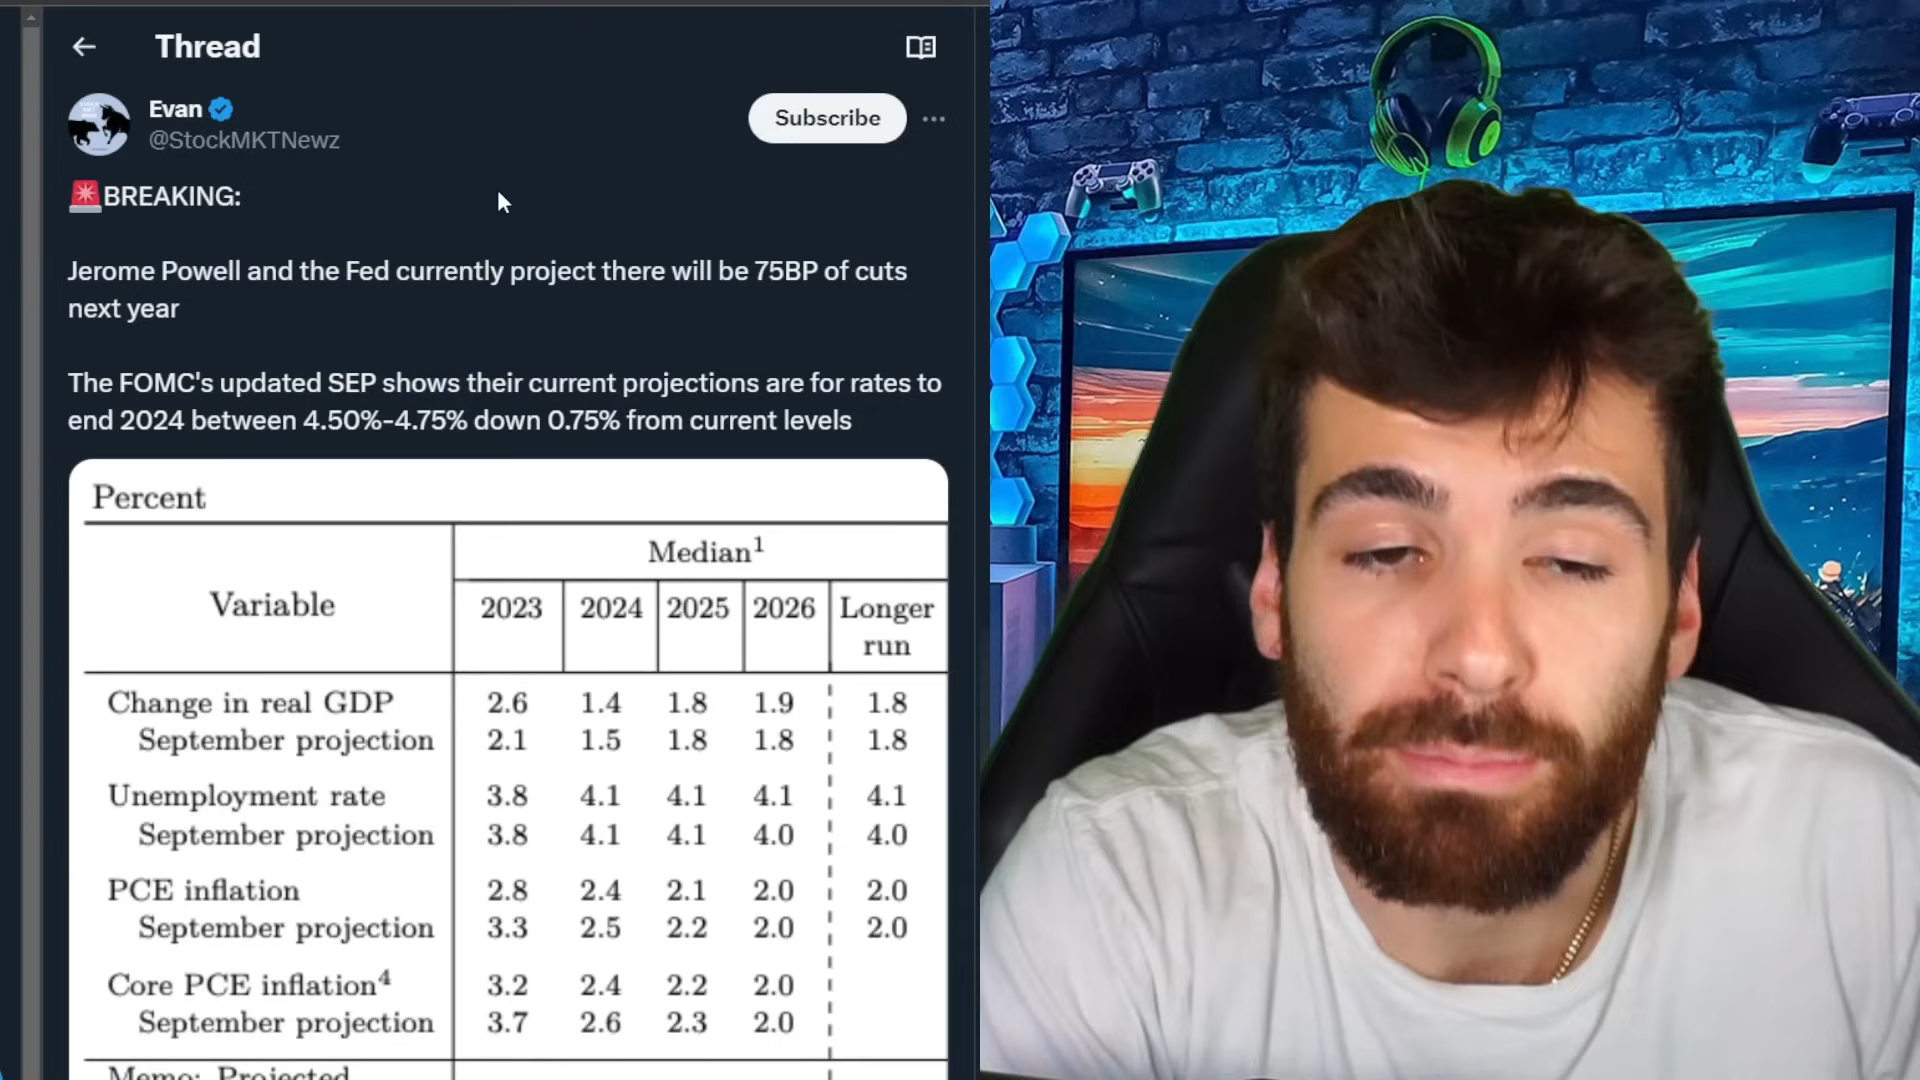 Thread
Evan
@StockMKTNewz
Subscribe
🚨BREAKING:
Jerome Powell and the Fed currently project there will be 75BP of cuts
next year
The FOMC's updated SEP shows their current projections are for rates to
end 2024 between 4.50%-4.75% down 0.75% from current levels
Percent
Median¹
Variable 2023 2024 2025 2026 Longer
run
Change in real GDP 2.6 1.4 1.8 1.9 1.8
September projection 2.1 1.5 1.8 1.8 1.8
Unemployment rate 3.8 4.1 4.1 4.1 4.1
September projection 3.8 4.1 4.1 4.0 4.0
PCE inflation 2.8 2.4 2.1 2.0 2.0
September projection 3.3 2.5 2.2 2.0 2.0
Core PCE inflation⁴ 3.2 2.4 2.2 2.0
September projection 3.7 2.6 2.3 2.0
Memo: Projected